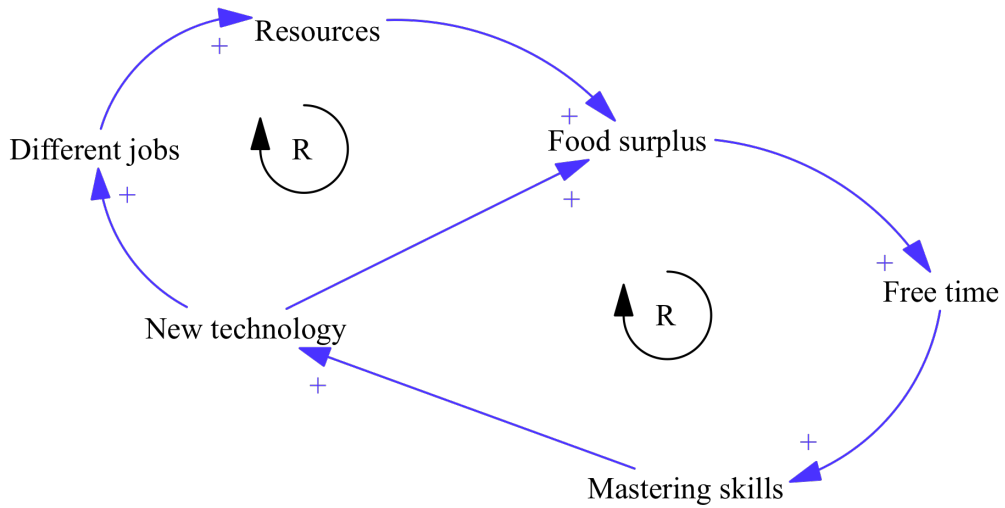 Resources
+
+
R
Food surplus
Different jobs
+
+
+
Free time
R
New technology
+
+
Mastering skills